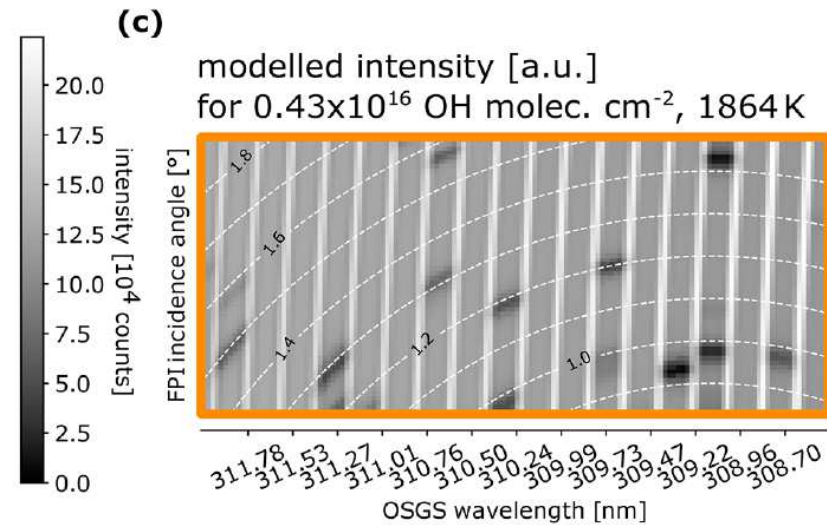 (c)
modelled intensity [a.u.]
for 0.43x10¹⁶ OH molec. cm⁻², 1864 K
20.0
17.5
15.0
12.5
10.0
7.5
5.0
2.5
0.0
intensity [10⁴ counts]
FPI incidence angle [°]
1.8
1.6
1.4
1.2
1.0
311.78 311.53 311.27 311.01 310.76 310.50 310.24 309.99 309.73 309.47 309.22 308.96 308.70
OSGS wavelength [nm]